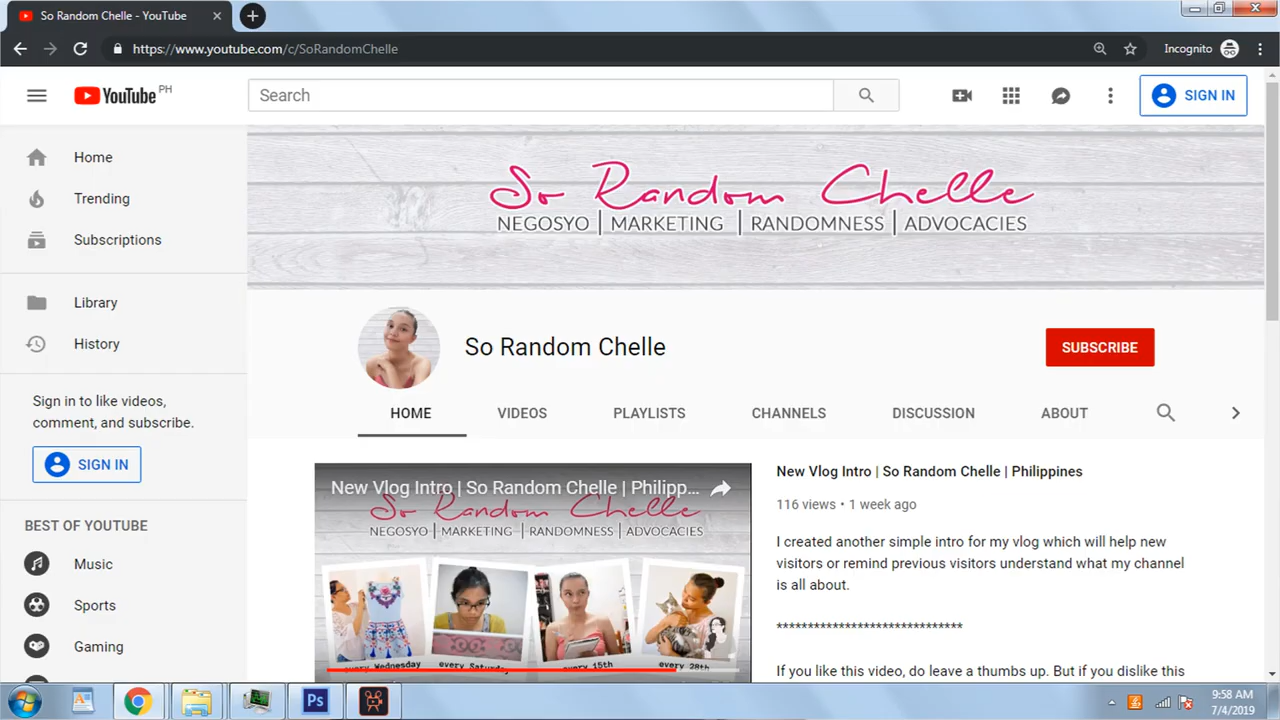 So Random Chelle - YouTube
https://www.youtube.com/c/SoRandomChelle
Incognito
YouTube PH
Search
SIGN IN
Home
Trending
Subscriptions
Library
History
Sign in to like videos,
comment, and subscribe.
SIGN IN
BEST OF YOUTUBE
Music
Sports
Gaming
So Random Chelle
NEGOSYO | MARKETING | RANDOMNESS | ADVOCACIES
So Random Chelle
SUBSCRIBE
HOME VIDEOS PLAYLISTS CHANNELS DISCUSSION ABOUT
New Vlog Intro | So Random Chelle | Philipp...
So Random Chelle
NEGOSYO | MARKETING | RANDOMNESS | ADVOCACIES
every Wednesday every Saturday every 15th every 28th
New Vlog Intro | So Random Chelle | Philippines
116 views • 1 week ago
I created another simple intro for my vlog which will help new
visitors or remind previous visitors understand what my channel
is all about.
*****************************
If you like this video, do leave a thumbs up. But if you dislike this
Ps
9:58 AM
7/4/2019